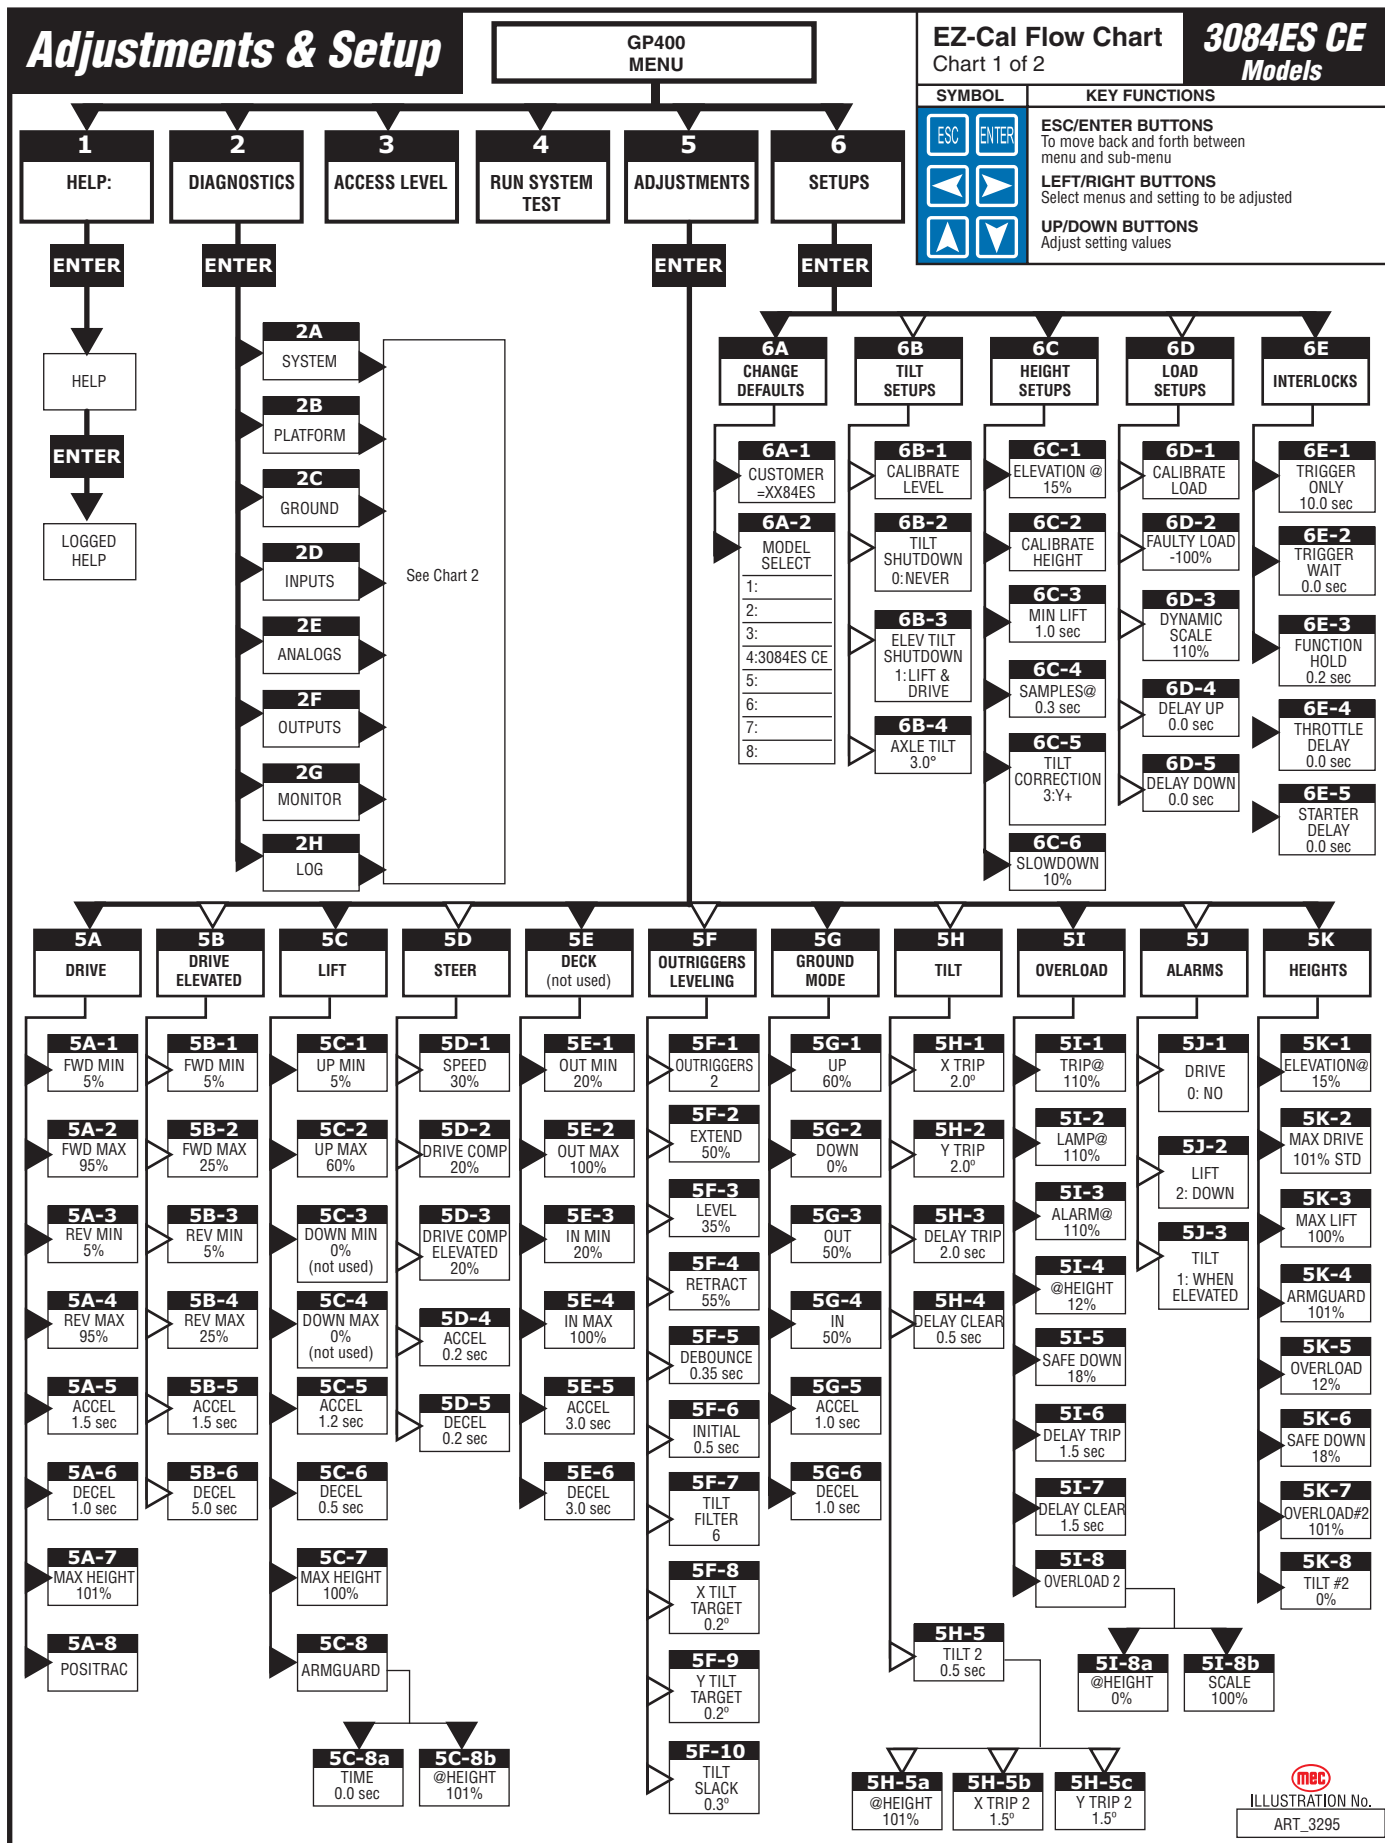 Adjustments & Setup
GP400
MENU
EZ-Cal Flow Chart
Chart 1 of 2
3084ES CE
Models
SYMBOL
KEY FUNCTIONS
ESC
ENTER
ESC/ENTER BUTTONS
To move back and forth between
menu and sub-menu
LEFT/RIGHT BUTTONS
Select menus and setting to be adjusted
UP/DOWN BUTTONS
Adjust setting values
1
HELP:
2
DIAGNOSTICS
3
ACCESS LEVEL
4
RUN SYSTEM
TEST
5
ADJUSTMENTS
6
SETUPS
ENTER
ENTER
ENTER
ENTER
HELP
ENTER
LOGGED
HELP
2A
SYSTEM
2B
PLATFORM
2C
GROUND
2D
INPUTS
2E
ANALOGS
2F
OUTPUTS
2G
MONITOR
2H
LOG
See Chart 2
6A
CHANGE
DEFAULTS
6A-1
CUSTOMER
=XX84ES
6A-2
MODEL
SELECT
1:
2:
3:
4:3084ES CE
5:
6:
7:
8:
6B
TILT
SETUPS
6B-1
CALIBRATE
LEVEL
6B-2
TILT
SHUTDOWN
0:NEVER
6B-3
ELEV TILT
SHUTDOWN
1:LIFT &
DRIVE
6B-4
AXLE TILT
3.0°
6C
HEIGHT
SETUPS
6C-1
ELEVATION @
15%
6C-2
CALIBRATE
HEIGHT
6C-3
MIN LIFT
1.0 sec
6C-4
SAMPLES@
0.3 sec
6C-5
TILT
CORRECTION
3:Y+
6C-6
SLOWDOWN
10%
6D
LOAD
SETUPS
6D-1
CALIBRATE
LOAD
6D-2
FAULTY LOAD
-100%
6D-3
DYNAMIC
SCALE
110%
6D-4
DELAY UP
0.0 sec
6D-5
DELAY DOWN
0.0 sec
6E
INTERLOCKS
6E-1
TRIGGER
ONLY
10.0 sec
6E-2
TRIGGER
WAIT
0.0 sec
6E-3
FUNCTION
HOLD
0.2 sec
6E-4
THROTTLE
DELAY
0.0 sec
6E-5
STARTER
DELAY
0.0 sec
5A
DRIVE
5A-1
FWD MIN
5%
5A-2
FWD MAX
95%
5A-3
REV MIN
5%
5A-4
REV MAX
95%
5A-5
ACCEL
1.5 sec
5A-6
DECEL
1.0 sec
5A-7
MAX HEIGHT
101%
5A-8
POSITRAC
5B
DRIVE
ELEVATED
5B-1
FWD MIN
5%
5B-2
FWD MAX
25%
5B-3
REV MIN
5%
5B-4
REV MAX
25%
5B-5
ACCEL
1.5 sec
5B-6
DECEL
5.0 sec
5C
LIFT
5C-1
UP MIN
5%
5C-2
UP MAX
60%
5C-3
DOWN MIN
0%
(not used)
5C-4
DOWN MAX
0%
(not used)
5C-5
ACCEL
1.2 sec
5C-6
DECEL
0.5 sec
5C-7
MAX HEIGHT
100%
5C-8
ARMGUARD
5C-8a
TIME
0.0 sec
5C-8b
@HEIGHT
101%
5D
STEER
5D-1
SPEED
30%
5D-2
DRIVE COMP
20%
5D-3
DRIVE COMP
ELEVATED
20%
5D-4
ACCEL
0.2 sec
5D-5
DECEL
0.2 sec
5E
DECK
(not used)
5E-1
OUT MIN
20%
5E-2
OUT MAX
100%
5E-3
IN MIN
20%
5E-4
IN MAX
100%
5E-5
ACCEL
3.0 sec
5E-6
DECEL
3.0 sec
5F
OUTRIGGERS
LEVELING
5F-1
OUTRIGGERS
2
5F-2
EXTEND
50%
5F-3
LEVEL
35%
5F-4
RETRACT
55%
5F-5
DEBOUNCE
0.35 sec
5F-6
INITIAL
0.5 sec
5F-7
TILT
FILTER
6
5F-8
X TILT
TARGET
0.2º
5F-9
Y TILT
TARGET
0.2º
5F-10
TILT
SLACK
0.3º
5G
GROUND
MODE
5G-1
UP
60%
5G-2
DOWN
0%
5G-3
OUT
50%
5G-4
IN
50%
5G-5
ACCEL
1.0 sec
5G-6
DECEL
1.0 sec
5H
TILT
5H-1
X TRIP
2.0º
5H-2
Y TRIP
2.0º
5H-3
DELAY TRIP
2.0 sec
5H-4
DELAY CLEAR
0.5 sec
5H-5
TILT 2
0.5 sec
5H-5a
@HEIGHT
101%
5H-5b
X TRIP 2
1.5º
5H-5c
Y TRIP 2
1.5º
5I
OVERLOAD
5I-1
TRIP@
110%
5I-2
LAMP@
110%
5I-3
ALARM@
110%
5I-4
@HEIGHT
12%
5I-5
SAFE DOWN
18%
5I-6
DELAY TRIP
1.5 sec
5I-7
DELAY CLEAR
1.5 sec
5I-8
OVERLOAD 2
5I-8a
@HEIGHT
0%
5I-8b
SCALE
100%
5J
ALARMS
5J-1
DRIVE
0: NO
5J-2
LIFT
2: DOWN
5J-3
TILT
1: WHEN
ELEVATED
5K
HEIGHTS
5K-1
ELEVATION@
15%
5K-2
MAX DRIVE
101% STD
5K-3
MAX LIFT
100%
5K-4
ARMGUARD
101%
5K-5
OVERLOAD
12%
5K-6
SAFE DOWN
18%
5K-7
OVERLOAD#2
101%
5K-8
TILT #2
0%
mec
ILLUSTRATION No.
ART_3295